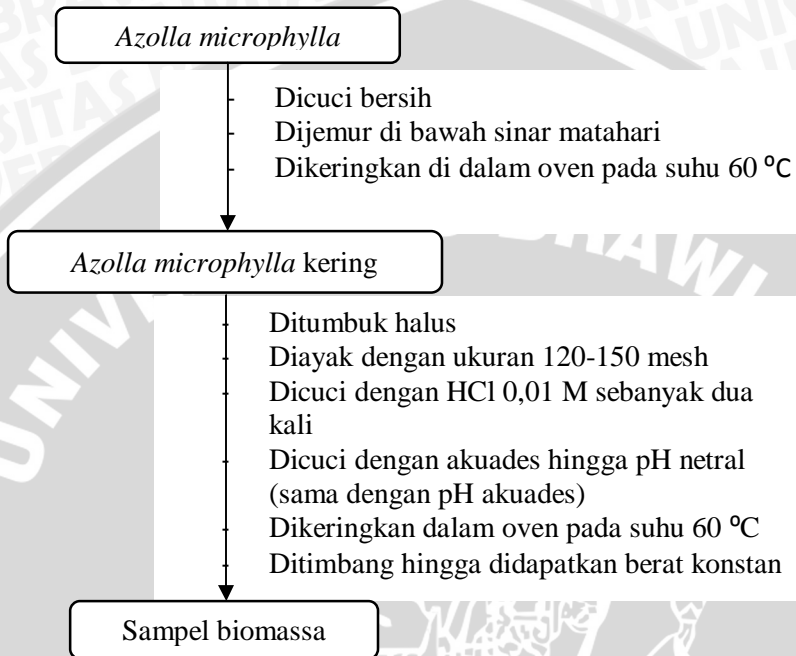 Azolla microphylla
- Dicuci bersih
- Dijemur di bawah sinar matahari
- Dikeringkan di dalam oven pada suhu 60 ⁰C
Azolla microphylla kering
- Ditumbuk halus
- Diayak dengan ukuran 120-150 mesh
- Dicuci dengan HCl 0,01 M sebanyak dua
kali
- Dicuci dengan akuades hingga pH netral
(sama dengan pH akuades)
- Dikeringkan dalam oven pada suhu 60 ⁰C
- Ditimbang hingga didapatkan berat konstan
Sampel biomassa